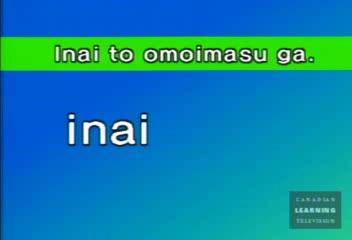 Inai to omoimasu ga.
inai
CANADIAN
LEARNING
TELEVISION